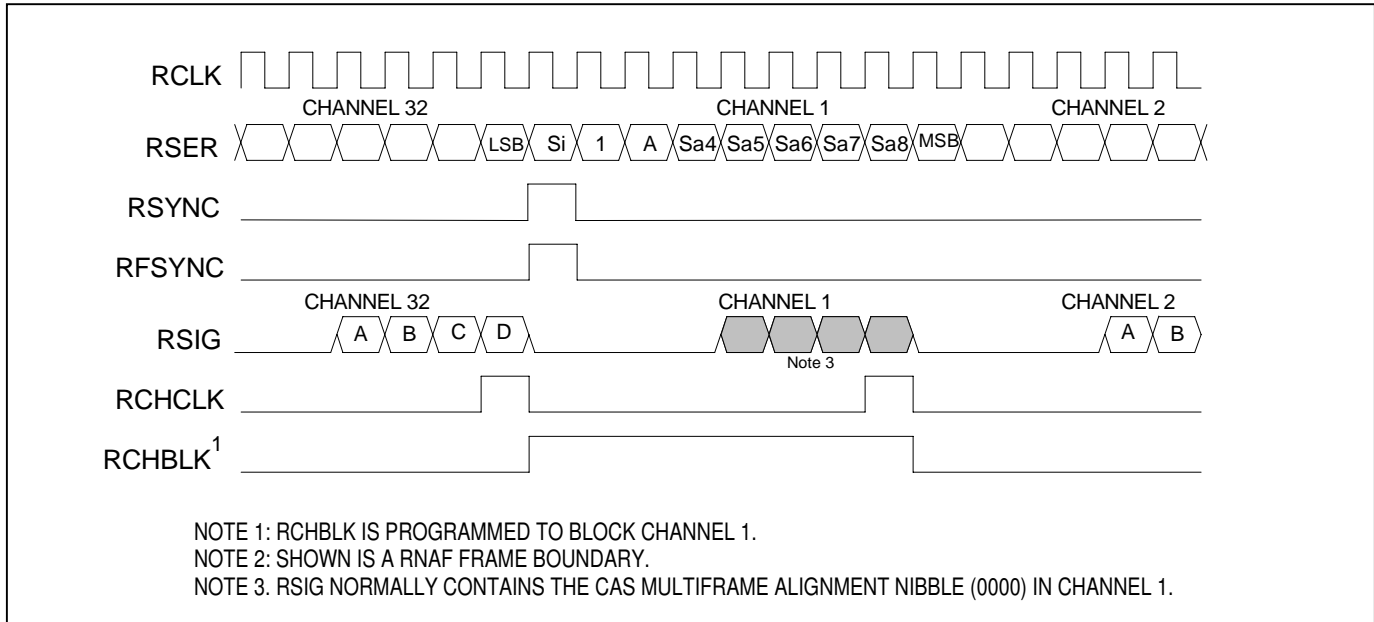 RCLK
CHANNEL 32 CHANNEL 1 CHANNEL 2
RSER LSB Si 1 A Sa4 Sa5 Sa6 Sa7 Sa8 MSB
RSYNC
RFSYNC
CHANNEL 32 CHANNEL 1 CHANNEL 2
RSIG A B C D A B
Note 3
RCHCLK
RCHBLK1
NOTE 1: RCHBLK IS PROGRAMMED TO BLOCK CHANNEL 1.
NOTE 2: SHOWN IS A RNAF FRAME BOUNDARY.
NOTE 3. RSIG NORMALLY CONTAINS THE CAS MULTIFRAME ALIGNMENT NIBBLE (0000) IN CHANNEL 1.